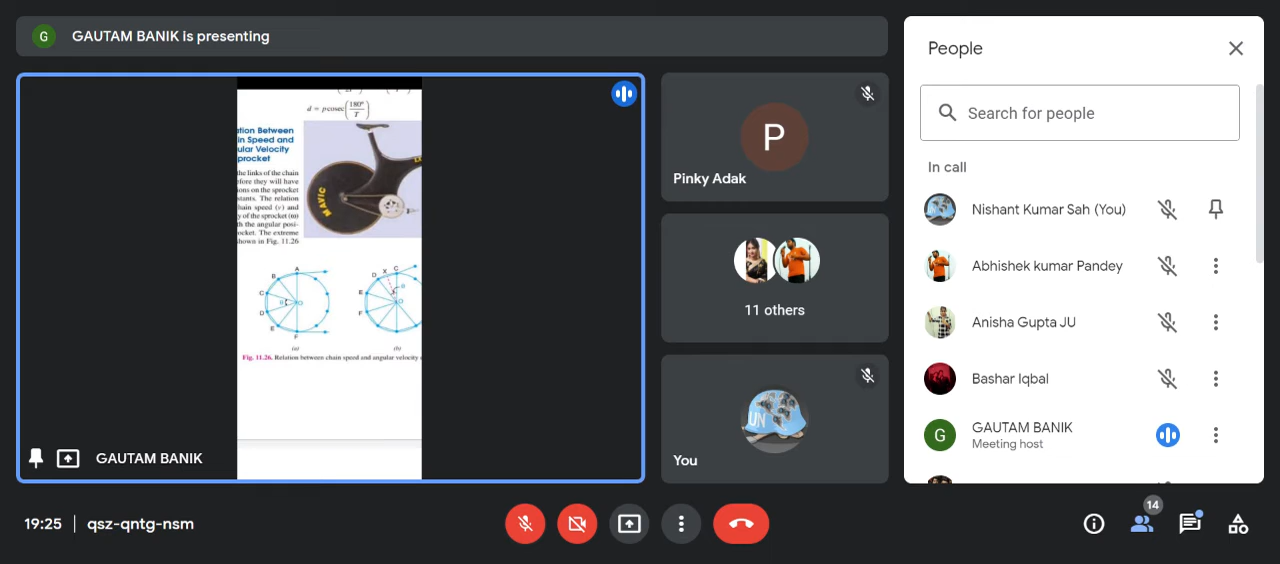 G
GAUTAM BANIK is presenting
d = p cosec(180°/T)
ation Between
in Speed and
ular Velocity
procket
the links of the chain
efore they will have
ions on the sprocket
stants. The relation
hain speed (v) and
y of the sprocket (ω)
th the angular posi-
ocket. The extreme
shown in Fig. 11.26
MAVIC
A
B
C
D
E
F
θ
O
(a)
D X C
E
F
θ
O
(b)
Fig. 11.26. Relation between chain speed and angular velocity
GAUTAM BANIK
P
Pinky Adak
11 others
UN
You
People
Search for people
In call
Nishant Kumar Sah (You)
Abhishek kumar Pandey
Anisha Gupta JU
Bashar Iqbal
G
GAUTAM BANIK
Meeting host
19:25 | qsz-qntg-nsm
14